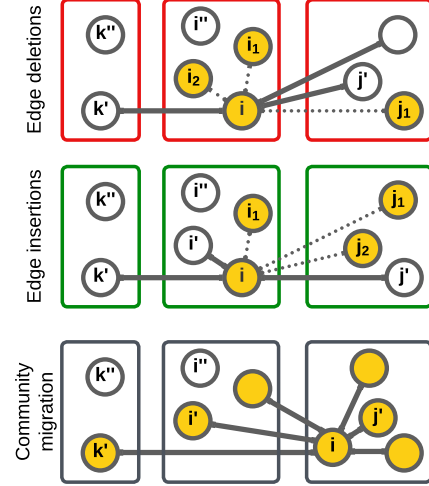 Edge deletions
k''
i''
i₁
i₂
j'
k'
i
j₁
Edge insertions
k''
i''
i₁
j₁
i'
j₂
k'
i
j'
Community
migration
k''
i''
i'
j'
k'
i